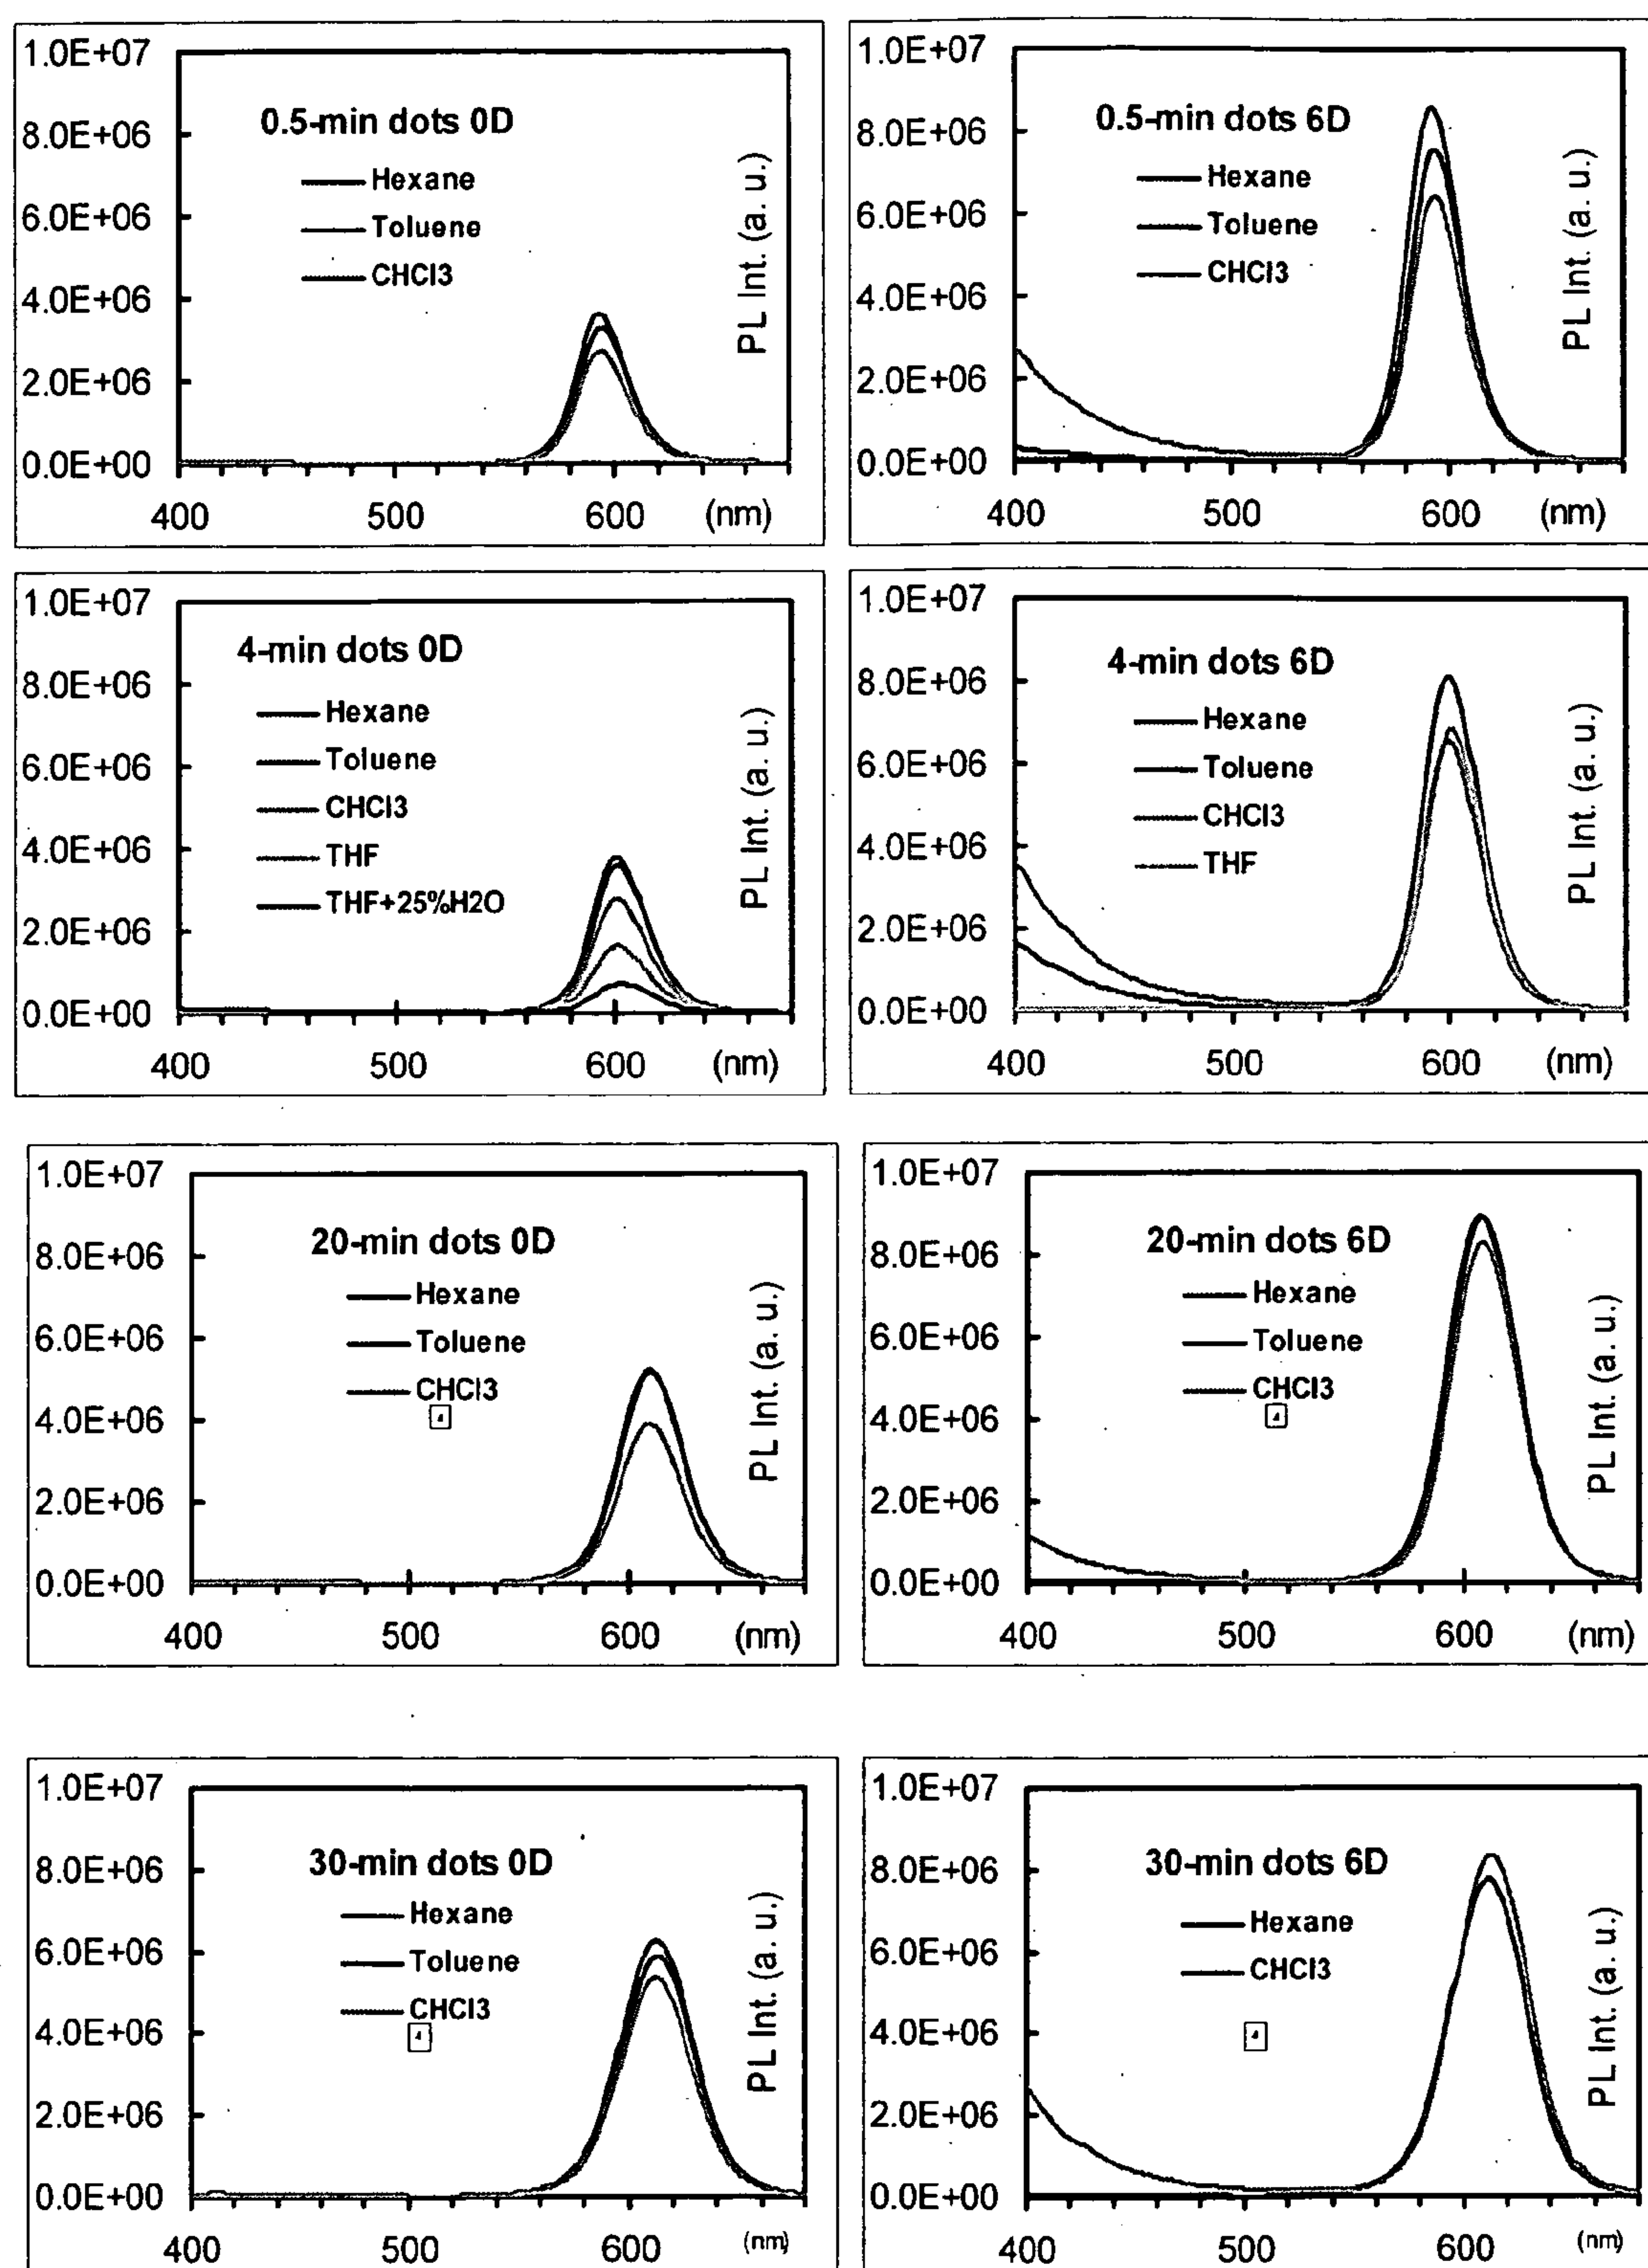 1.0E+07
8.0E+06
6.0E+06
4.0E+06
2.0E+06
0.0E+00
0.5-min dots 0D
Hexane
Toluene
CHCl3
PL Int. (a. u.)
400 500 600 (nm)
1.0E+07
8.0E+06
6.0E+06
4.0E+06
2.0E+06
0.0E+00
0.5-min dots 6D
Hexane
Toluene
CHCl3
PL Int. (a. u.)
400 500 600 (nm)
1.0E+07
8.0E+06
6.0E+06
4.0E+06
2.0E+06
0.0E+00
4-min dots 0D
Hexane
Toluene
CHCl3
THF
THF+25%H2O
PL Int. (a. u.)
400 500 600 (nm)
1.0E+07
8.0E+06
6.0E+06
4.0E+06
2.0E+06
0.0E+00
4-min dots 6D
Hexane
Toluene
CHCl3
THF
PL Int. (a. u.)
400 500 600 (nm)
1.0E+07
8.0E+06
6.0E+06
4.0E+06
2.0E+06
0.0E+00
20-min dots 0D
Hexane
Toluene
CHCl3
PL Int. (a. u.)
400 500 600 (nm)
1.0E+07
8.0E+06
6.0E+06
4.0E+06
2.0E+06
0.0E+00
20-min dots 6D
Hexane
Toluene
CHCl3
PL Int. (a. u.)
400 500 600 (nm)
1.0E+07
8.0E+06
6.0E+06
4.0E+06
2.0E+06
0.0E+00
30-min dots 0D
Hexane
Toluene
CHCl3
PL Int. (a. u.)
400 500 600 (nm)
1.0E+07
8.0E+06
6.0E+06
4.0E+06
2.0E+06
0.0E+00
30-min dots 6D
Hexane
CHCl3
PL Int. (a. u.)
400 500 600 (nm)